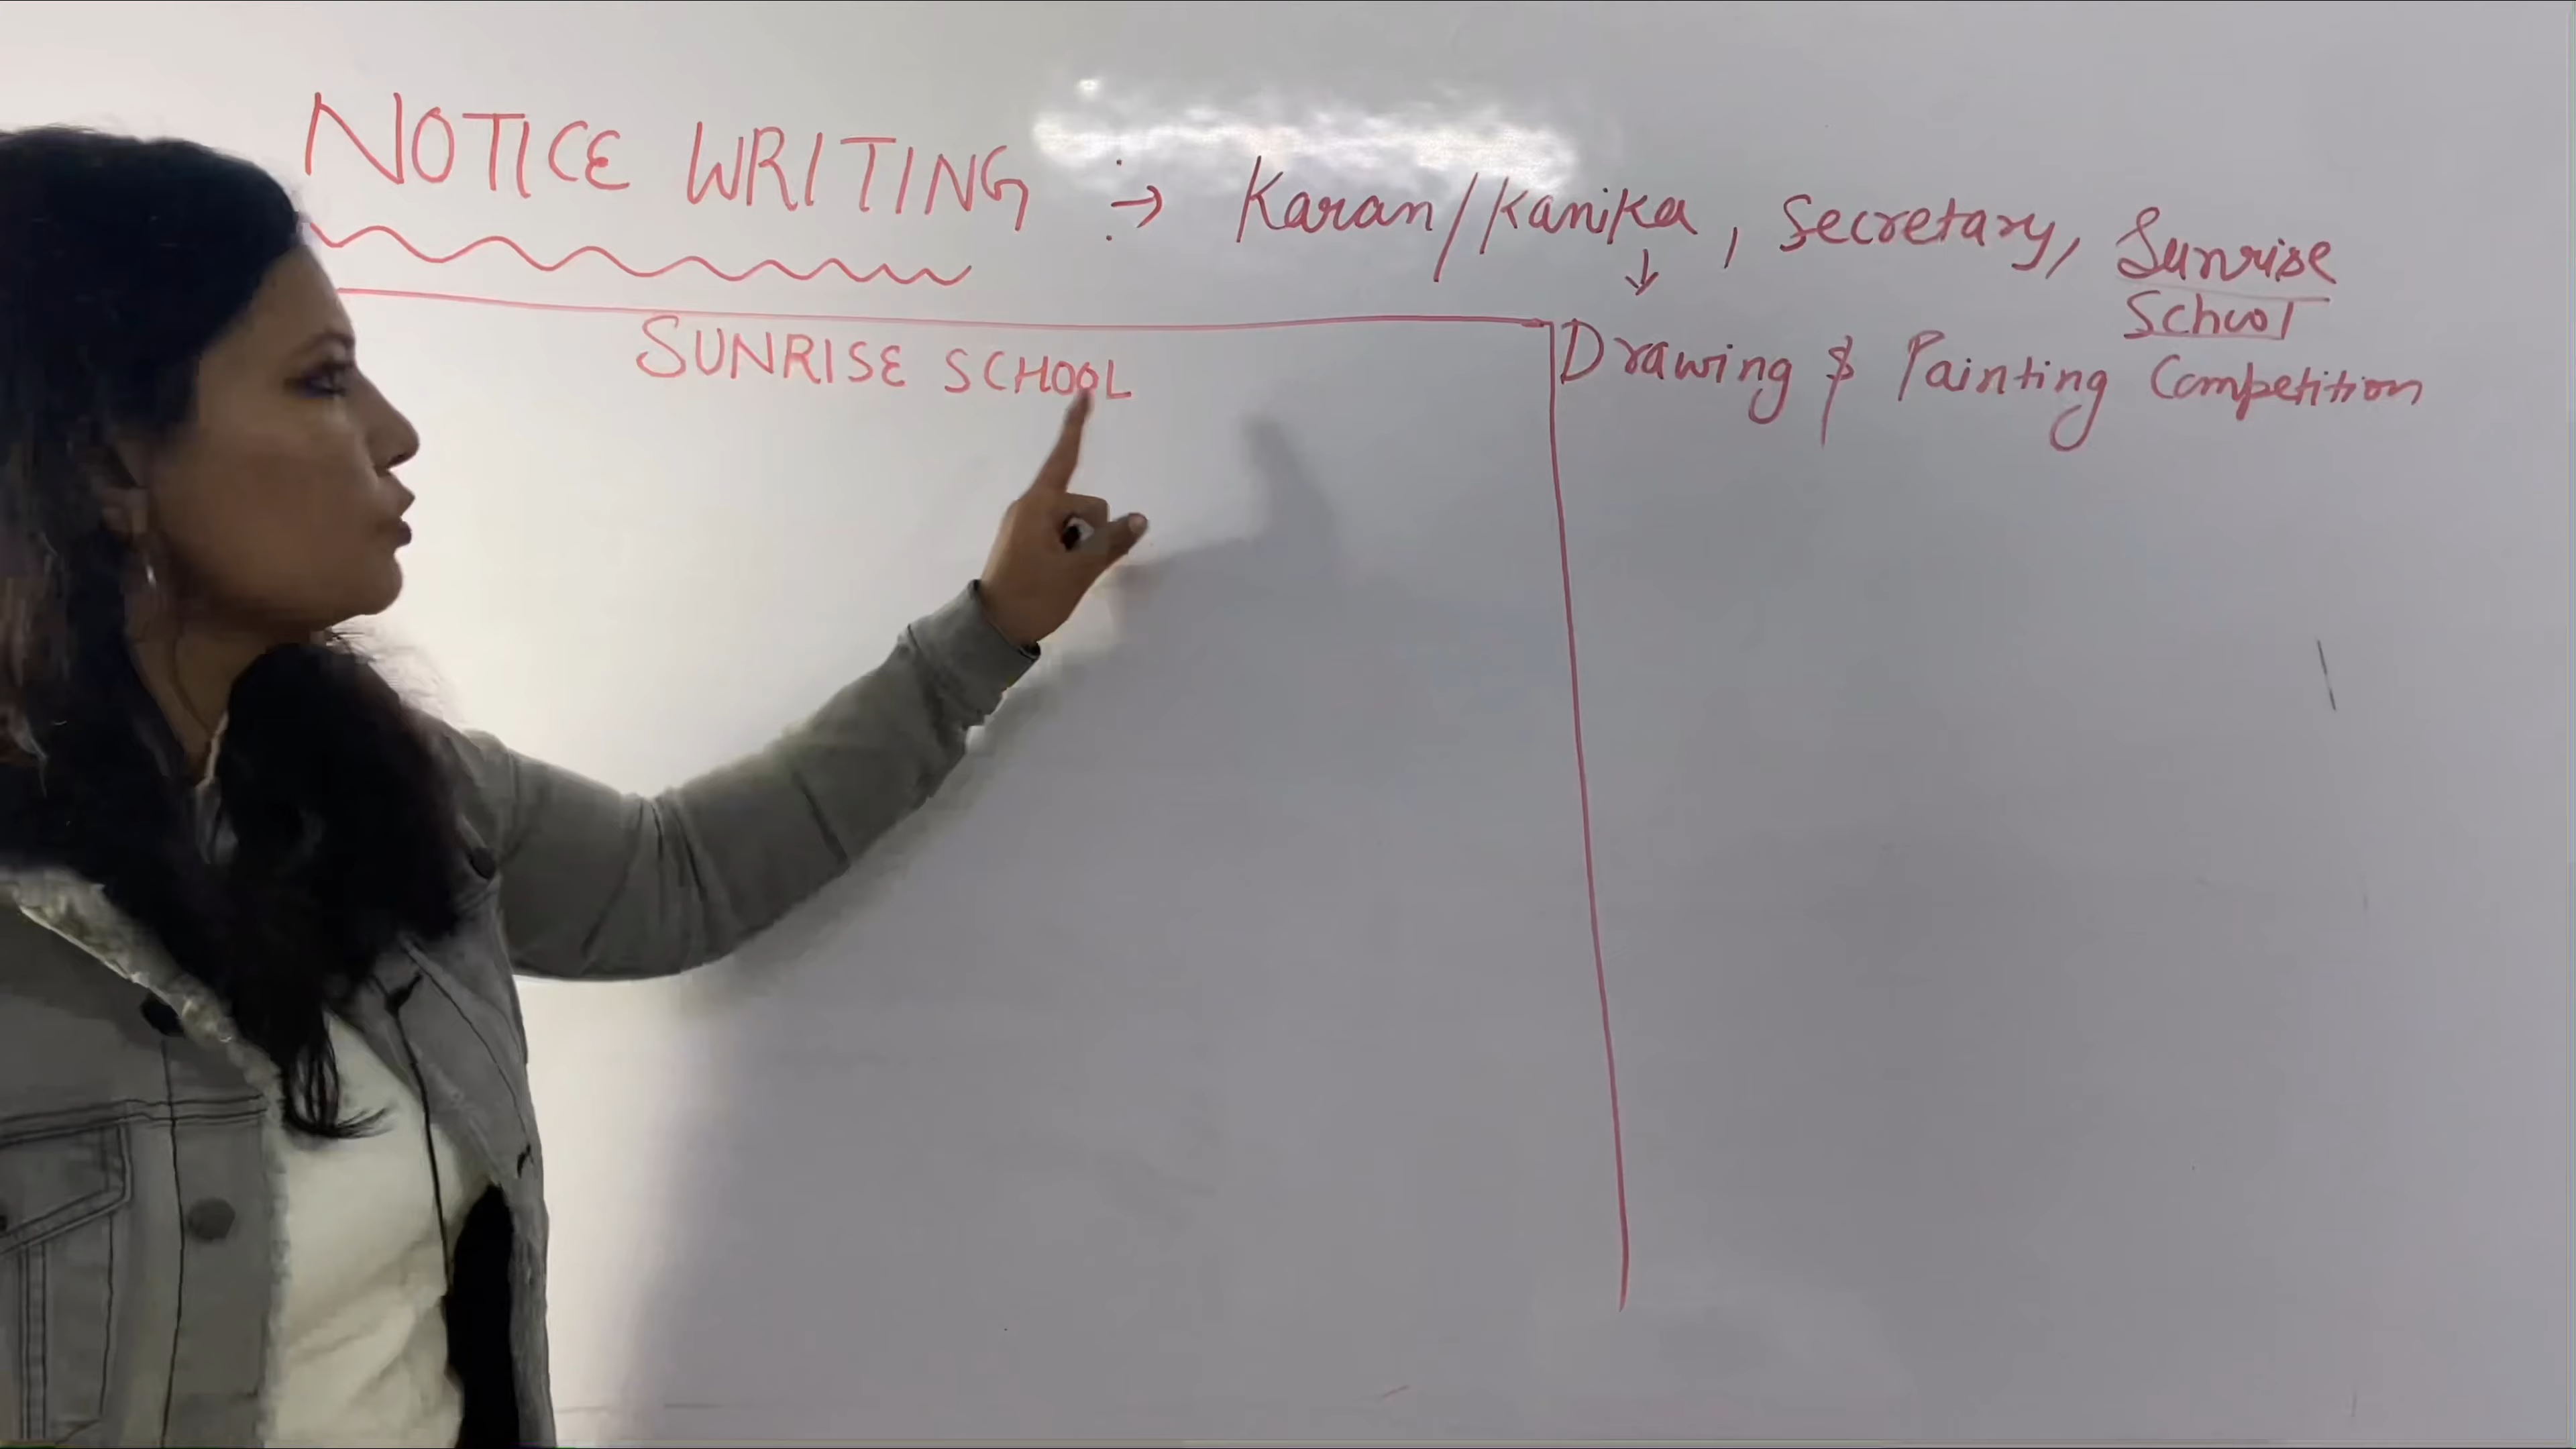 NOTICE WRITING :→ Karan/Kanika, Secretary, Sunrise
School
↓
SUNRISE SCHOOL
Drawing & Painting Competition